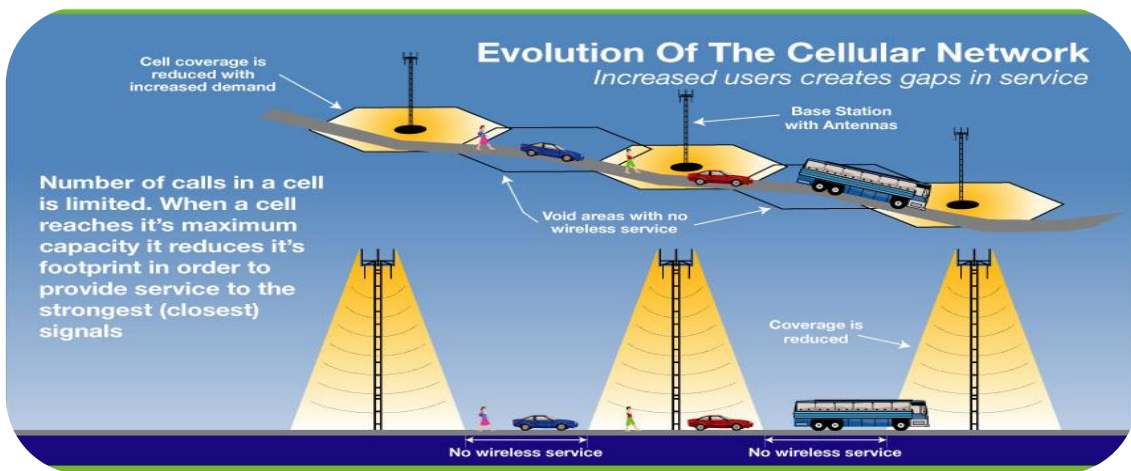 Evolution Of The Cellular Network
Increased users creates gaps in service
Cell coverage is
reduced with
increased demand
Base Station
with Antennas
Number of calls in a cell
is limited. When a cell
reaches it's maximum
capacity it reduces it's
footprint in order to
provide service to the
strongest (closest)
signals
Void areas with no
wireless service
Coverage is
reduced
No wireless service
No wireless service